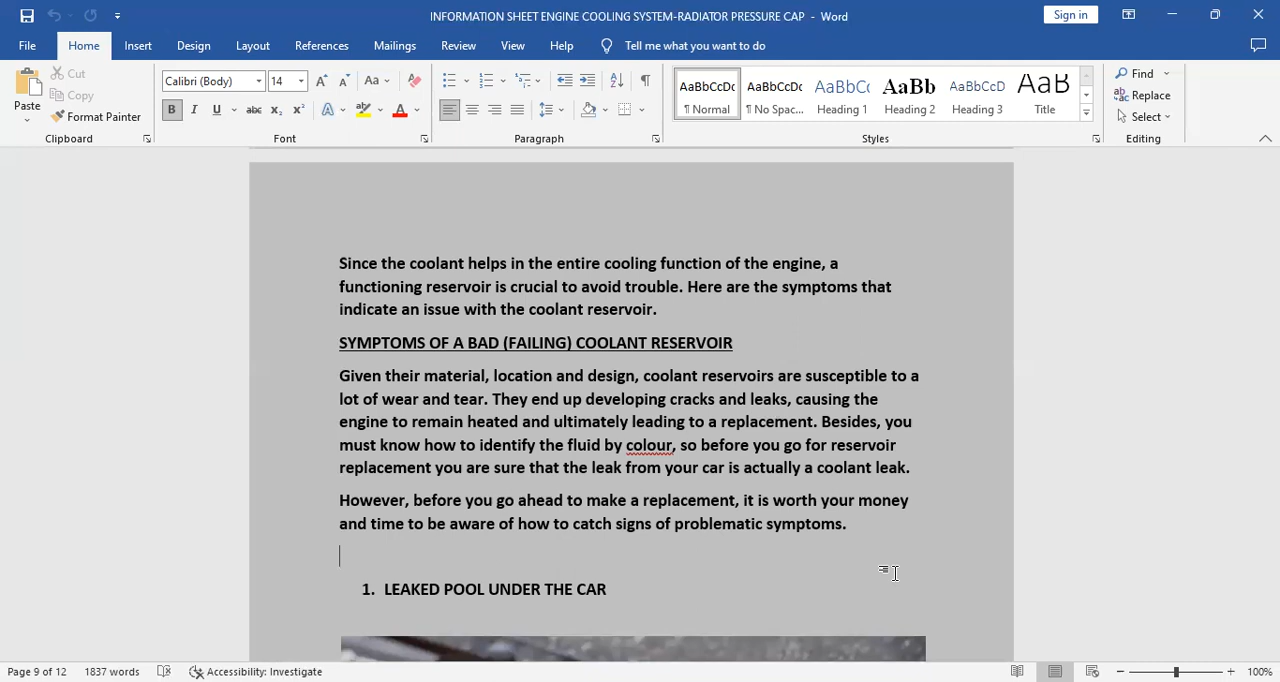 INFORMATION SHEET ENGINE COOLING SYSTEM-RADIATOR PRESSURE CAP - Word
Sign in
File Home Insert Design Layout References Mailings Review View Help Tell me what you want to do
Paste
Cut
Copy
Format Painter
Clipboard
Calibri (Body) 14
Font
Paragraph
AaBbCcDc AaBbCcDc AaBbCc AaBb AaBbCcD AaB
¶ Normal ¶ No Spac... Heading 1 Heading 2 Heading 3 Title
Styles
Find
Replace
Select
Editing
Since the coolant helps in the entire cooling function of the engine, a
functioning reservoir is crucial to avoid trouble. Here are the symptoms that
indicate an issue with the coolant reservoir.
SYMPTOMS OF A BAD (FAILING) COOLANT RESERVOIR
Given their material, location and design, coolant reservoirs are susceptible to a
lot of wear and tear. They end up developing cracks and leaks, causing the
engine to remain heated and ultimately leading to a replacement. Besides, you
must know how to identify the fluid by colour, so before you go for reservoir
replacement you are sure that the leak from your car is actually a coolant leak.
However, before you go ahead to make a replacement, it is worth your money
and time to be aware of how to catch signs of problematic symptoms.
1. LEAKED POOL UNDER THE CAR
Page 9 of 12 1837 words Accessibility: Investigate 100%